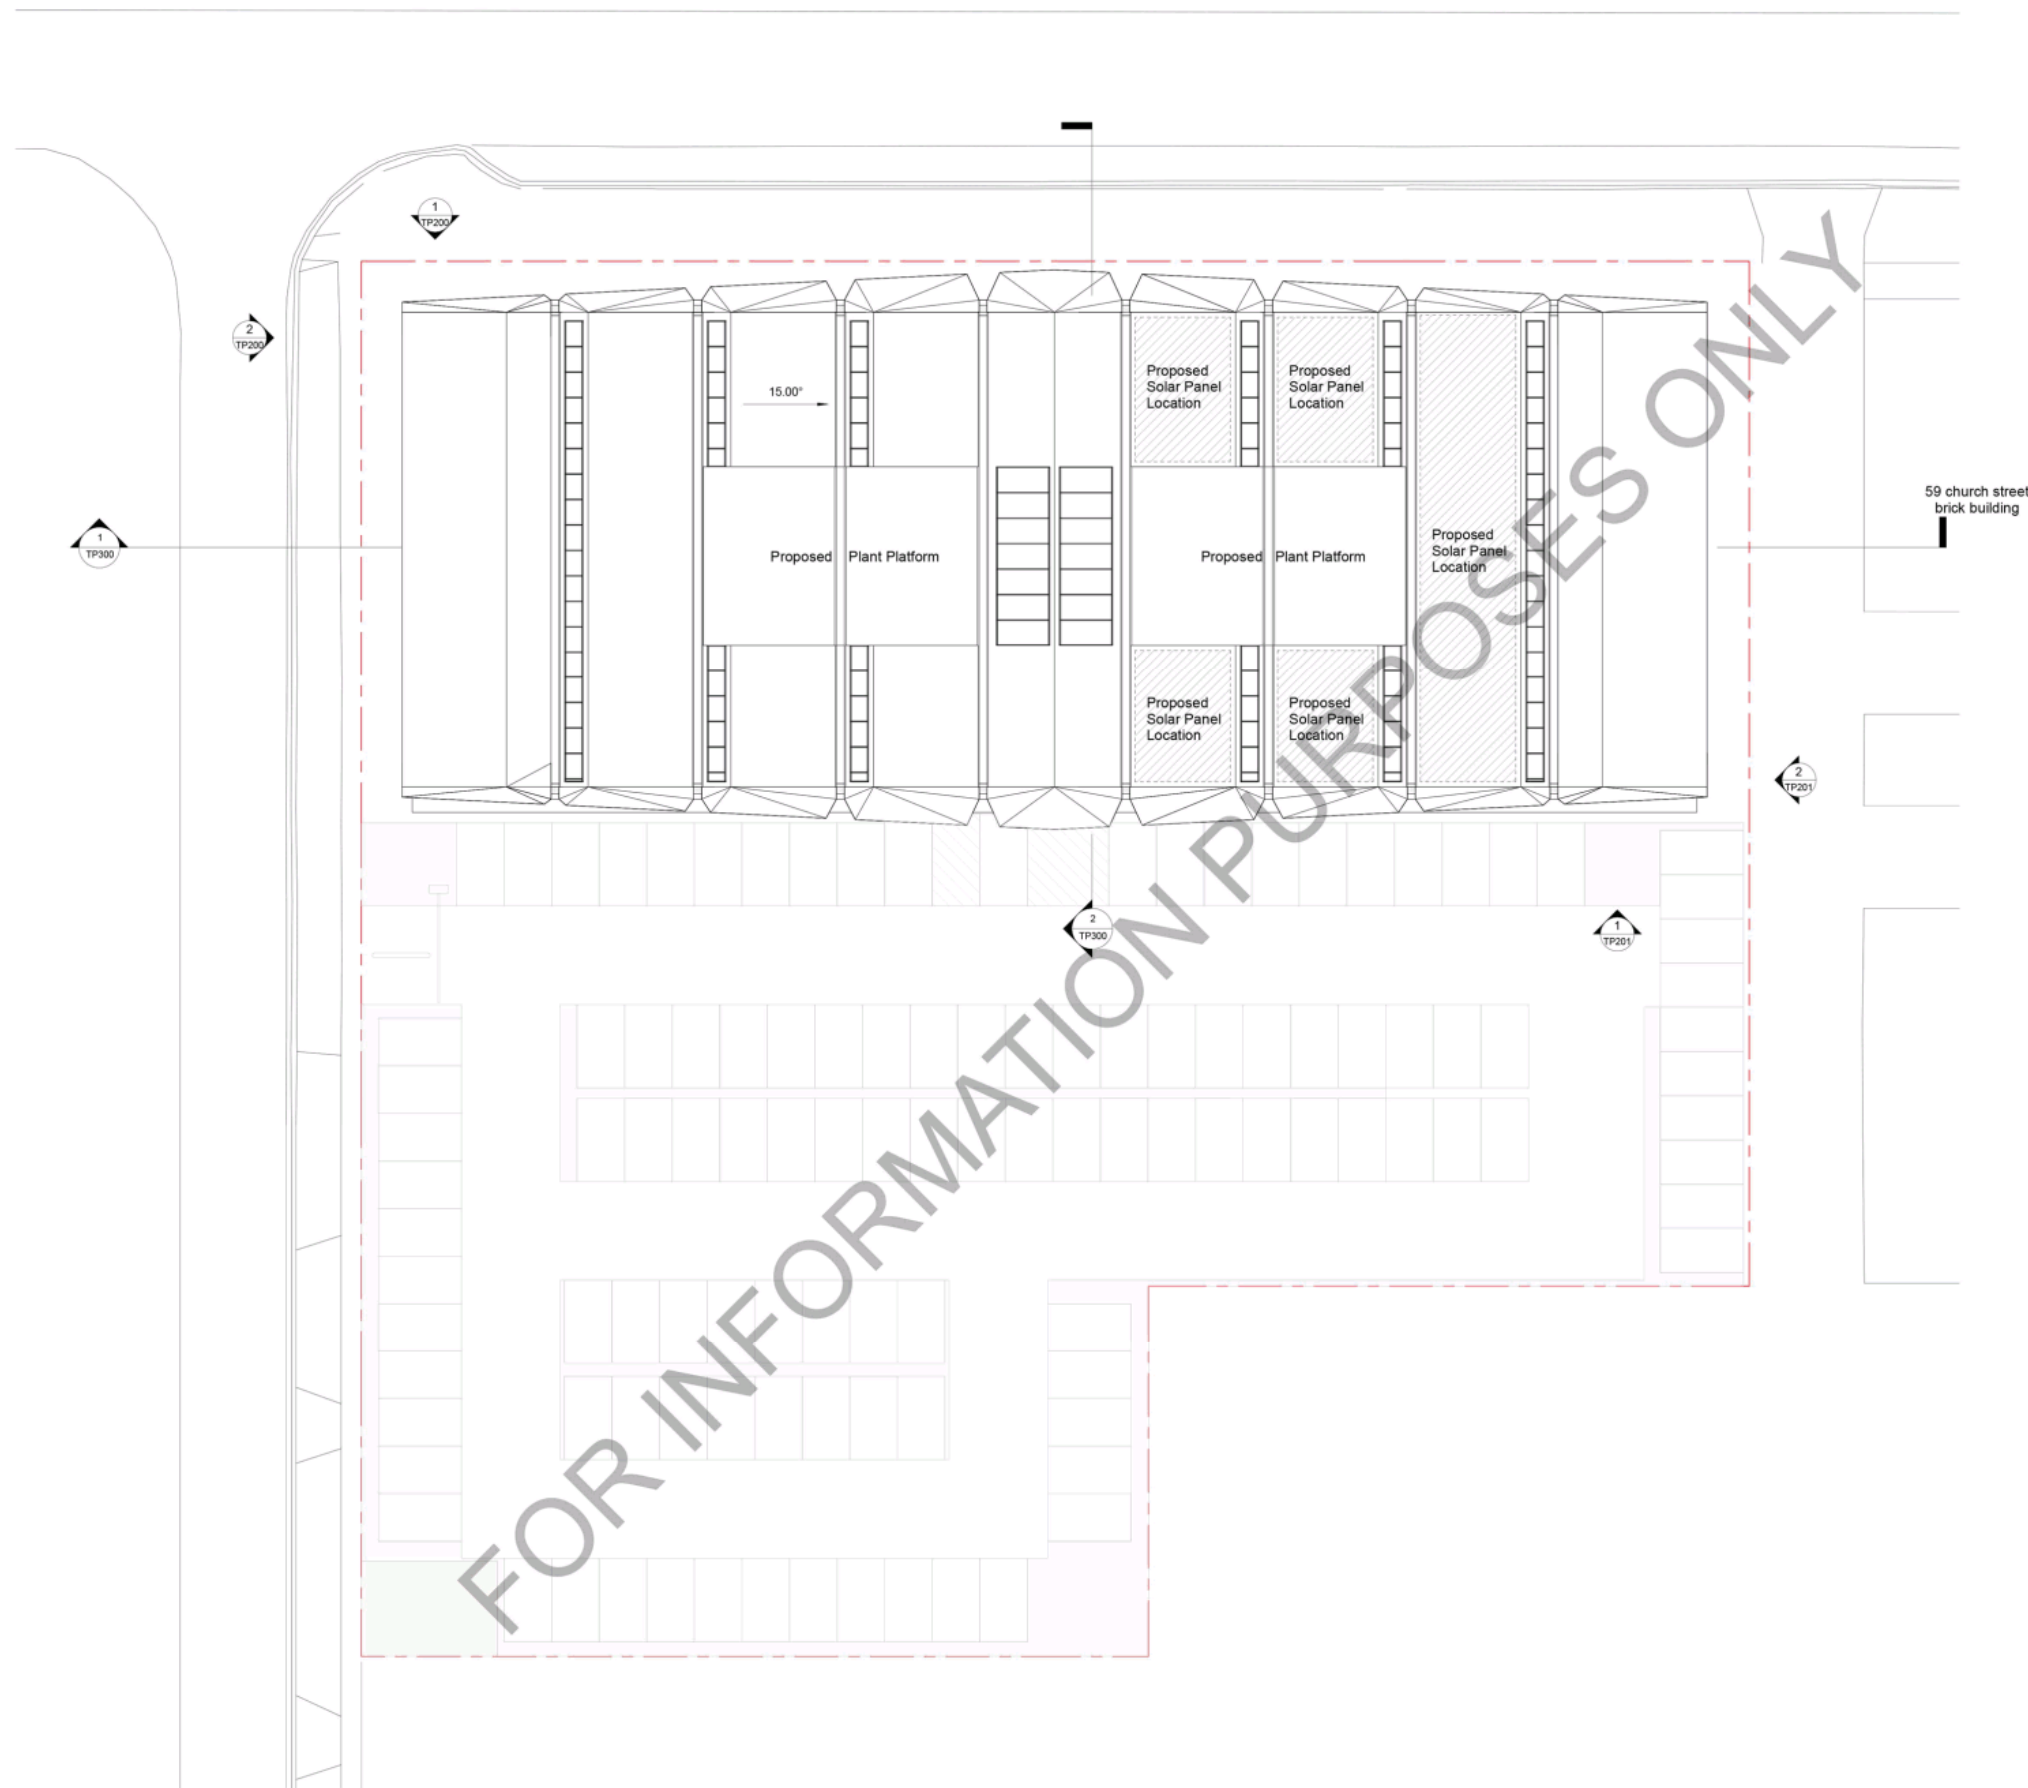 1
TP200
2
TP200
15.00°
Proposed
Solar Panel
Location
Proposed
Solar Panel
Location
59 church street
brick building
1
TP300
Proposed Plant Platform
Proposed Plant Platform
Proposed
Solar Panel
Location
Proposed
Solar Panel
Location
Proposed
Solar Panel
Location
2
TP201
2
TP300
1
TP201
FOR INFORMATION PURPOSES ONLY